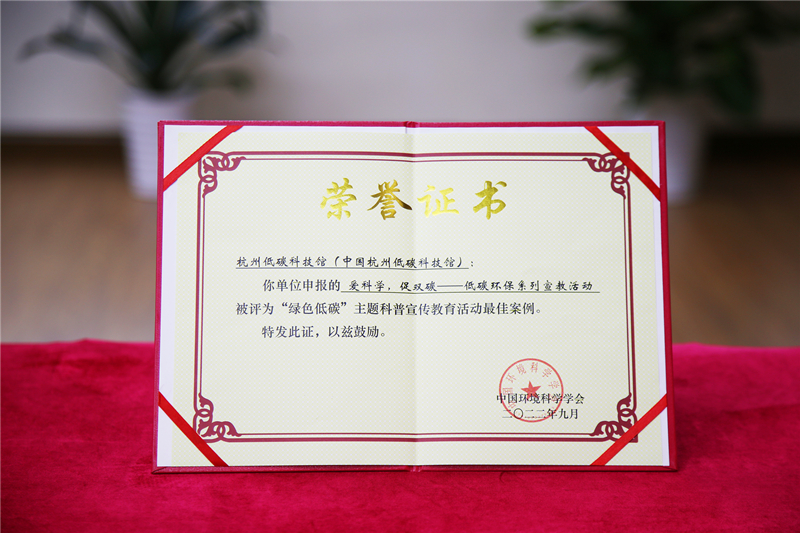 荣誉证书
杭州低碳科技馆（中国杭州低碳科技馆）：
你单位申报的 爱科学，促双碳——低碳环保系列宣教活动
被评为“绿色低碳”主题科普宣传教育活动最佳案例。
特发此证，以兹鼓励。
中国环境科学学会
二〇二二年九月